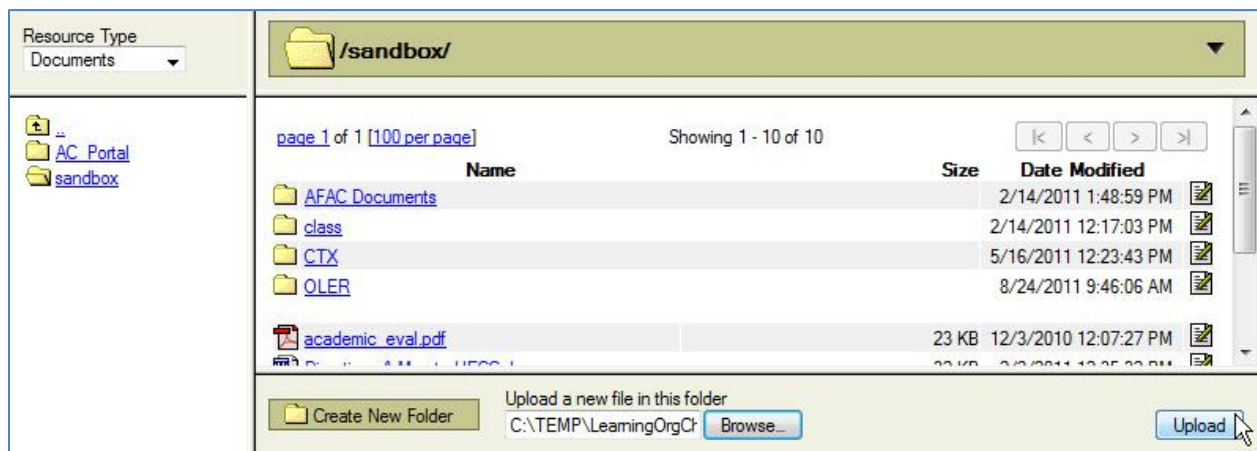 Resource Type
Documents
/sandbox/
..
AC_Portal
sandbox
page 1 of 1 [100 per page] Showing 1 - 10 of 10 |< < > >|
Name Size Date Modified
AFAC Documents 2/14/2011 1:48:59 PM
class 2/14/2011 12:17:03 PM
CTX 5/16/2011 12:23:43 PM
OLER 8/24/2011 9:46:06 AM
academic_eval.pdf 23 KB 12/3/2010 12:07:27 PM
Create New Folder
Upload a new file in this folder
C:\TEMP\LearningOrgCh Browse...
Upload